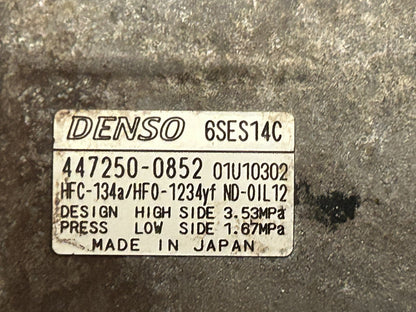 DENSO 6SES14C
447250-0852 01U10302
HFC-134a/HFO-1234yf ND-OIL12
DESIGN HIGH SIDE 3.53MPa
PRESS LOW SIDE 1.67MPa
MADE IN JAPAN